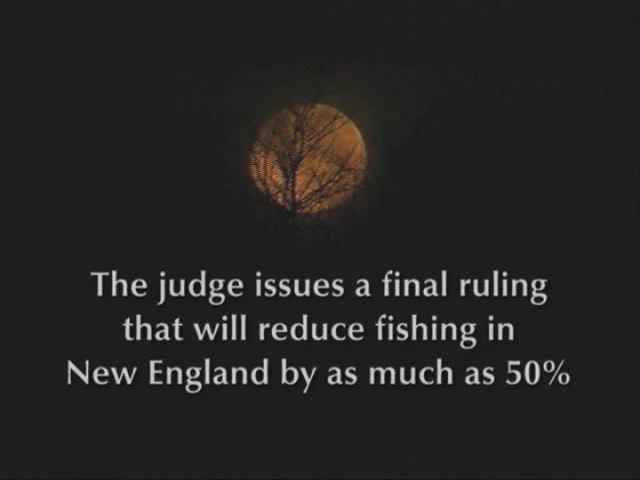 The judge issues a final ruling
that will reduce fishing in
New England by as much as 50%